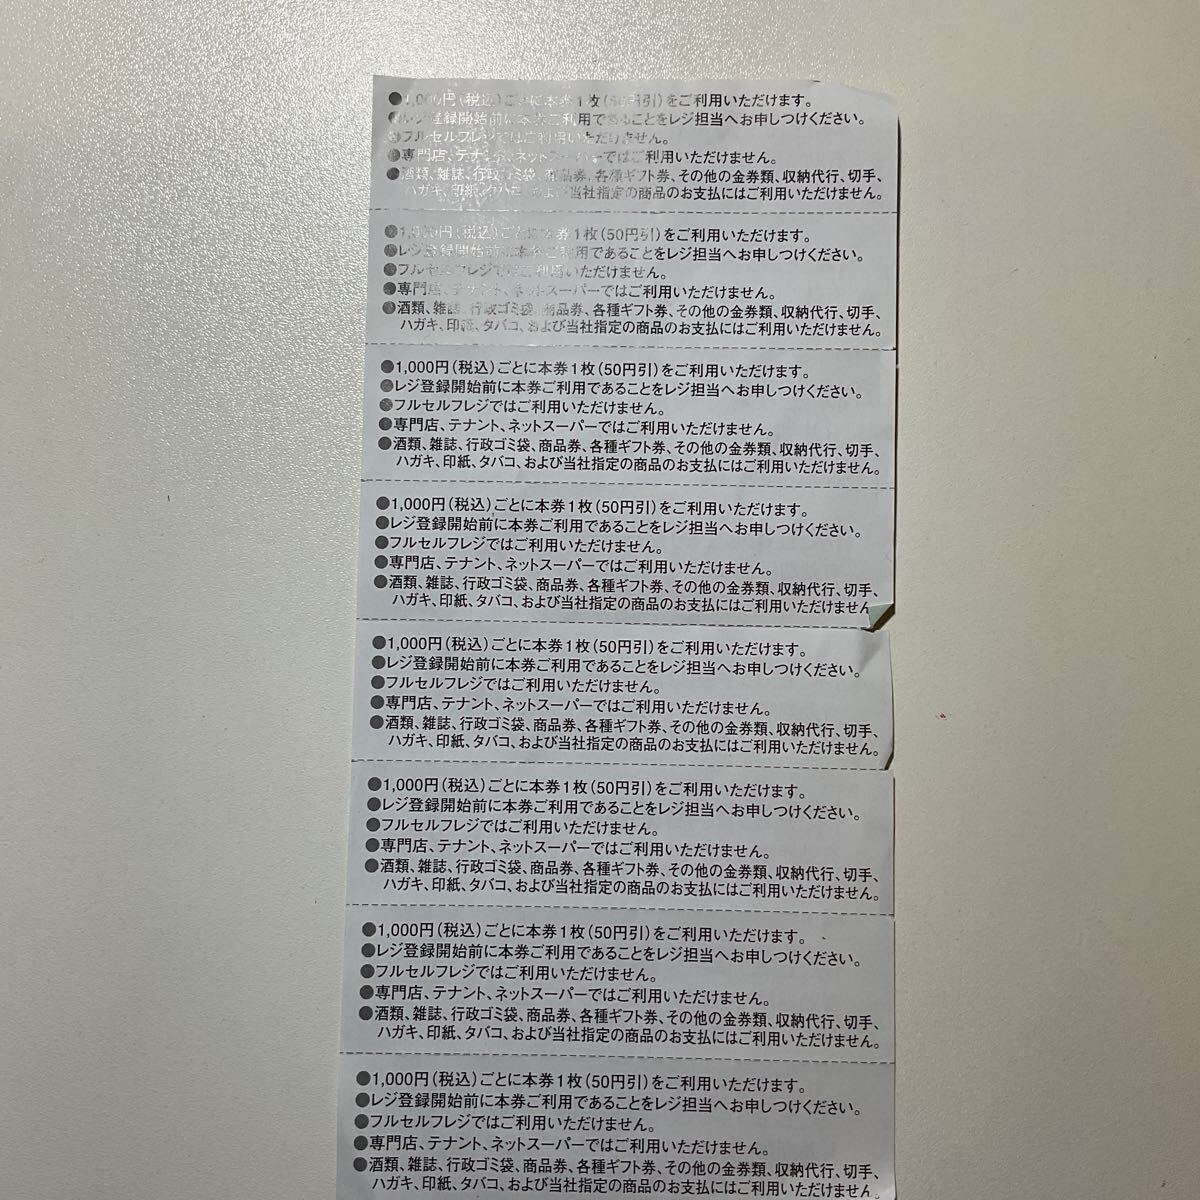 ●1,000円(税込)ごとに本券1枚(50円引)をご利用いただけます。
●レジ登録開始前に本券ご利用であることをレジ担当へお申しつけください。
●フルセルフレジではご利用いただけません。
●専門店、テナント、ネットスーパーではご利用いただけません。
●酒類、雑誌、行政ゴミ袋、商品券、各種ギフト券、その他の金券類、収納代行、切手、
ハガキ、印紙、タバコ、および当社指定の商品のお支払にはご利用いただけません。
●1,000円(税込)ごとに本券1枚(50円引)をご利用いただけます。
●レジ登録開始前に本券ご利用であることをレジ担当へお申しつけください。
●フルセルフレジではご利用いただけません。
●専門店、テナント、ネットスーパーではご利用いただけません。
●酒類、雑誌、行政ゴミ袋、商品券、各種ギフト券、その他の金券類、収納代行、切手、
ハガキ、印紙、タバコ、および当社指定の商品のお支払にはご利用いただけません。
●1,000円(税込)ごとに本券1枚(50円引)をご利用いただけます。
●レジ登録開始前に本券ご利用であることをレジ担当へお申しつけください。
●フルセルフレジではご利用いただけません。
●専門店、テナント、ネットスーパーではご利用いただけません。
●酒類、雑誌、行政ゴミ袋、商品券、各種ギフト券、その他の金券類、収納代行、切手、
ハガキ、印紙、タバコ、および当社指定の商品のお支払にはご利用いただけません。
●1,000円(税込)ごとに本券1枚(50円引)をご利用いただけます。
●レジ登録開始前に本券ご利用であることをレジ担当へお申しつけください。
●フルセルフレジではご利用いただけません。
●専門店、テナント、ネットスーパーではご利用いただけません。
●酒類、雑誌、行政ゴミ袋、商品券、各種ギフト券、その他の金券類、収納代行、切手、
ハガキ、印紙、タバコ、および当社指定の商品のお支払にはご利用いただけません
●1,000円(税込)ごとに本券1枚(50円引)をご利用いただけます。
●レジ登録開始前に本券ご利用であることをレジ担当へお申しつけください。
●フルセルフレジではご利用いただけません。
●専門店、テナント、ネットスーパーではご利用いただけません。
●酒類、雑誌、行政ゴミ袋、商品券、各種ギフト券、その他の金券類、収納代行、切手、
ハガキ、印紙、タバコ、および当社指定の商品のお支払にはご利用いただけません。
●1,000円(税込)ごとに本券1枚(50円引)をご利用いただけます。
●レジ登録開始前に本券ご利用であることをレジ担当へお申しつけください。
●フルセルフレジではご利用いただけません。
●専門店、テナント、ネットスーパーではご利用いただけません。
●酒類、雑誌、行政ゴミ袋、商品券、各種ギフト券、その他の金券類、収納代行、切手、
ハガキ、印紙、タバコ、および当社指定の商品のお支払にはご利用いただけません。
●1,000円(税込)ごとに本券1枚(50円引)をご利用いただけます。
●レジ登録開始前に本券ご利用であることをレジ担当へお申しつけください。
●フルセルフレジではご利用いただけません。
●専門店、テナント、ネットスーパーではご利用いただけません。
●酒類、雑誌、行政ゴミ袋、商品券、各種ギフト券、その他の金券類、収納代行、切手、
ハガキ、印紙、タバコ、および当社指定の商品のお支払にはご利用いただけません。
●1,000円(税込)ごとに本券1枚(50円引)をご利用いただけます。
●レジ登録開始前に本券ご利用であることをレジ担当へお申しつけください。
●フルセルフレジではご利用いただけません。
●専門店、テナント、ネットスーパーではご利用いただけません。
●酒類、雑誌、行政ゴミ袋、商品券、各種ギフト券、その他の金券類、収納代行、切手、
ハガキ、印紙、タバコ、および当社指定の商品のお支払にはご利用いただけません。